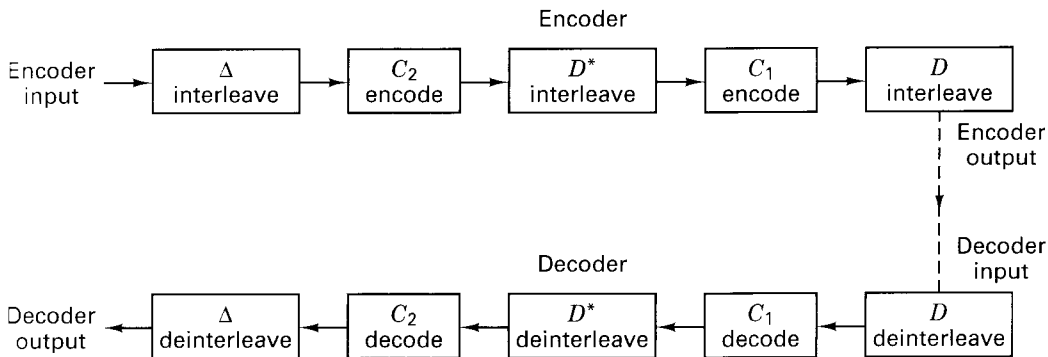 Encoder
Encoder
input
Δ
interleave
C₂
encode
D*
interleave
C₁
encode
D
interleave
Encoder
output
Decoder
input
Decoder
Decoder
output
Δ
deinterleave
C₂
decode
D*
deinterleave
C₁
decode
D
deinterleave